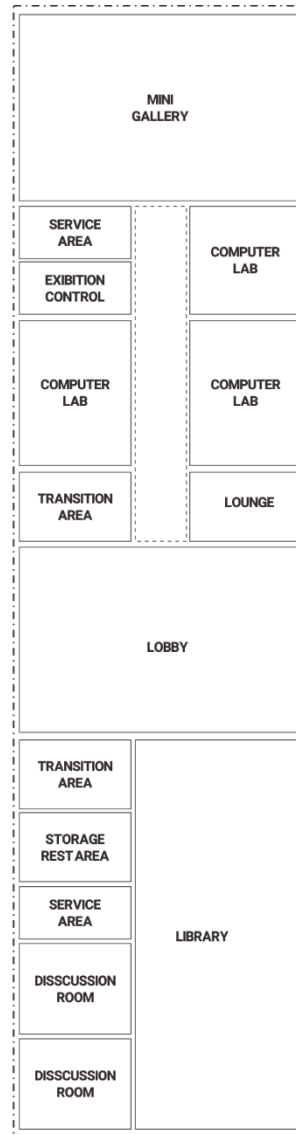 MINI
GALLERY
SERVICE
AREA
COMPUTER
LAB
EXIBITION
CONTROL
COMPUTER
LAB
COMPUTER
LAB
TRANSITION
AREA
LOUNGE
LOBBY
TRANSITION
AREA
STORAGE
REST AREA
SERVICE
AREA
LIBRARY
DISSCUSSION
ROOM
DISSCUSSION
ROOM